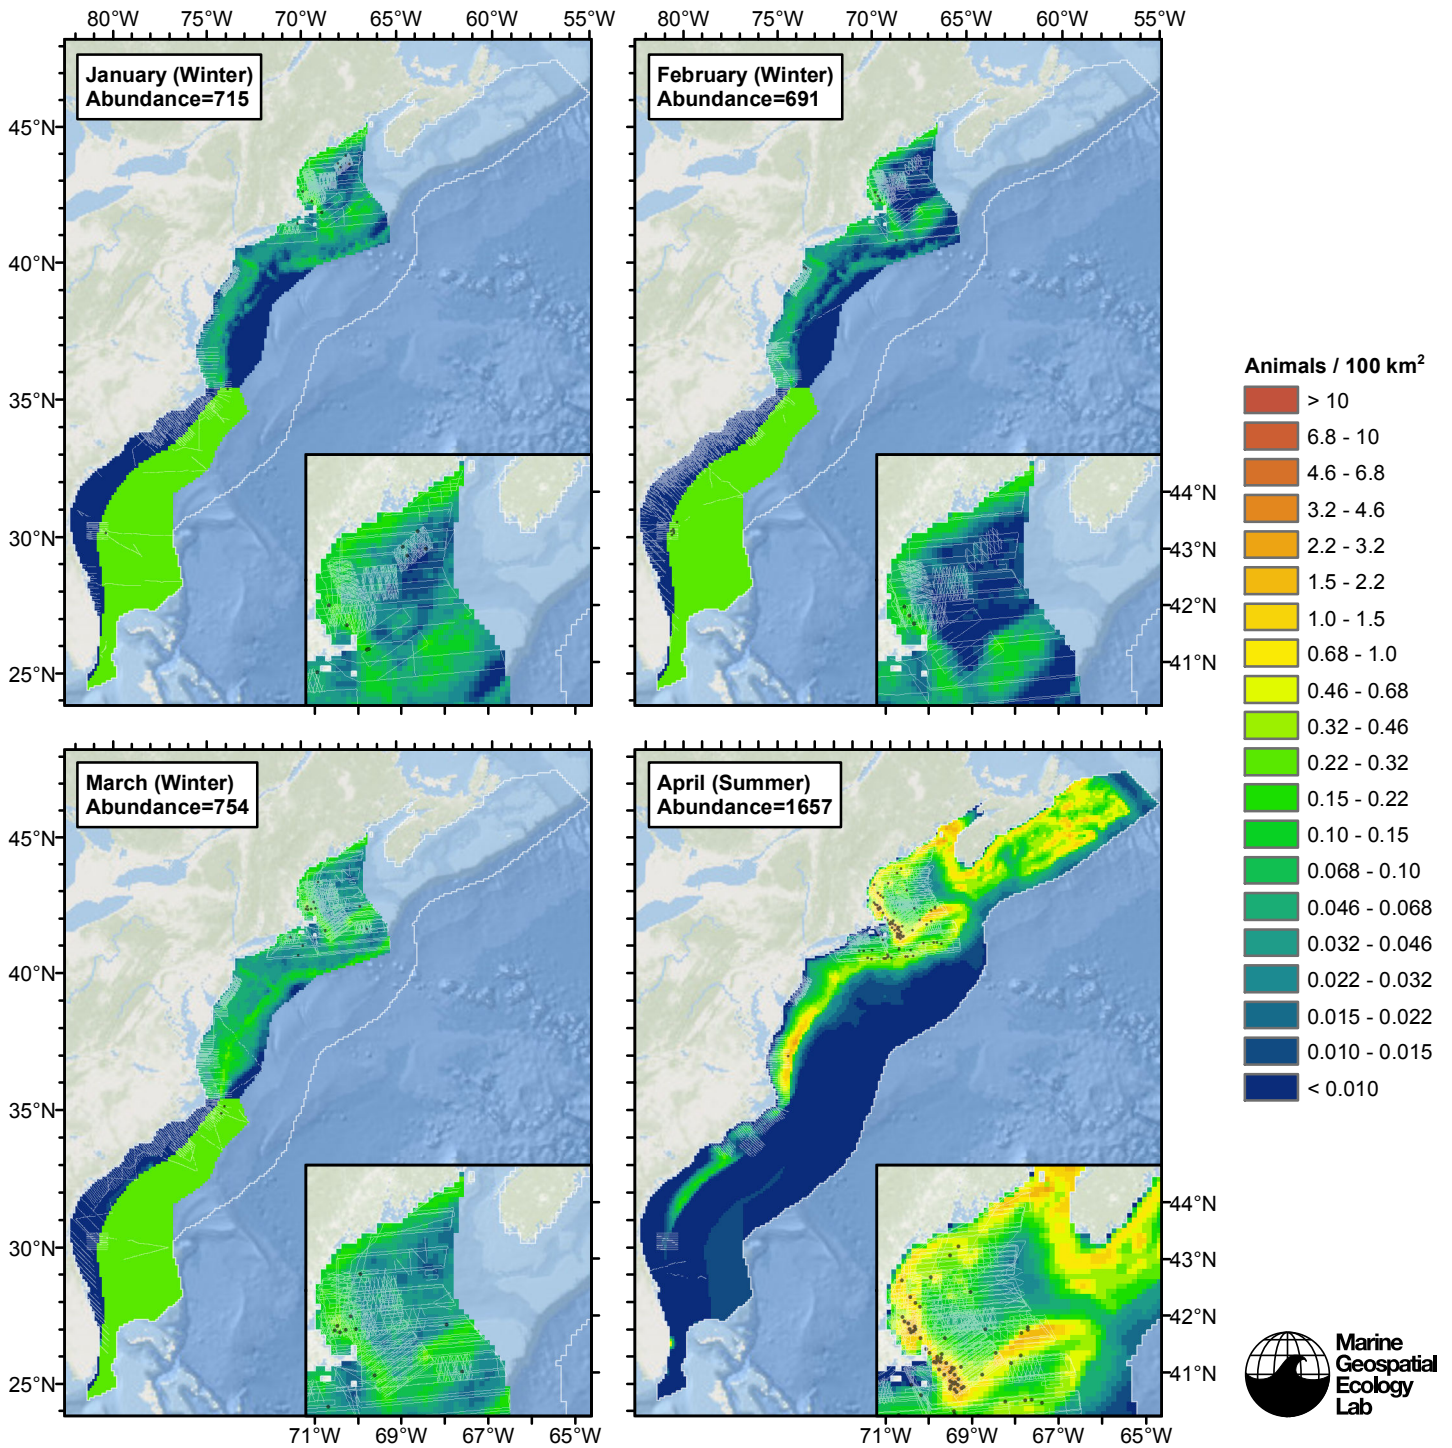 80°W 75°W 70°W 65°W 60°W 55°W
80°W 75°W 70°W 65°W 60°W 55°W
January (Winter)
Abundance=715
February (Winter)
Abundance=691
45°N
40°N
35°N
30°N
25°N
44°N
43°N
42°N
41°N
March (Winter)
Abundance=754
April (Summer)
Abundance=1657
45°N
40°N
35°N
30°N
25°N
44°N
43°N
42°N
41°N
71°W 69°W 67°W 65°W
71°W 69°W 67°W 65°W
Animals / 100 km²
> 10
6.8 - 10
4.6 - 6.8
3.2 - 4.6
2.2 - 3.2
1.5 - 2.2
1.0 - 1.5
0.68 - 1.0
0.46 - 0.68
0.32 - 0.46
0.22 - 0.32
0.15 - 0.22
0.10 - 0.15
0.068 - 0.10
0.046 - 0.068
0.032 - 0.046
0.022 - 0.032
0.015 - 0.022
0.010 - 0.015
< 0.010
Marine
Geospatial
Ecology
Lab